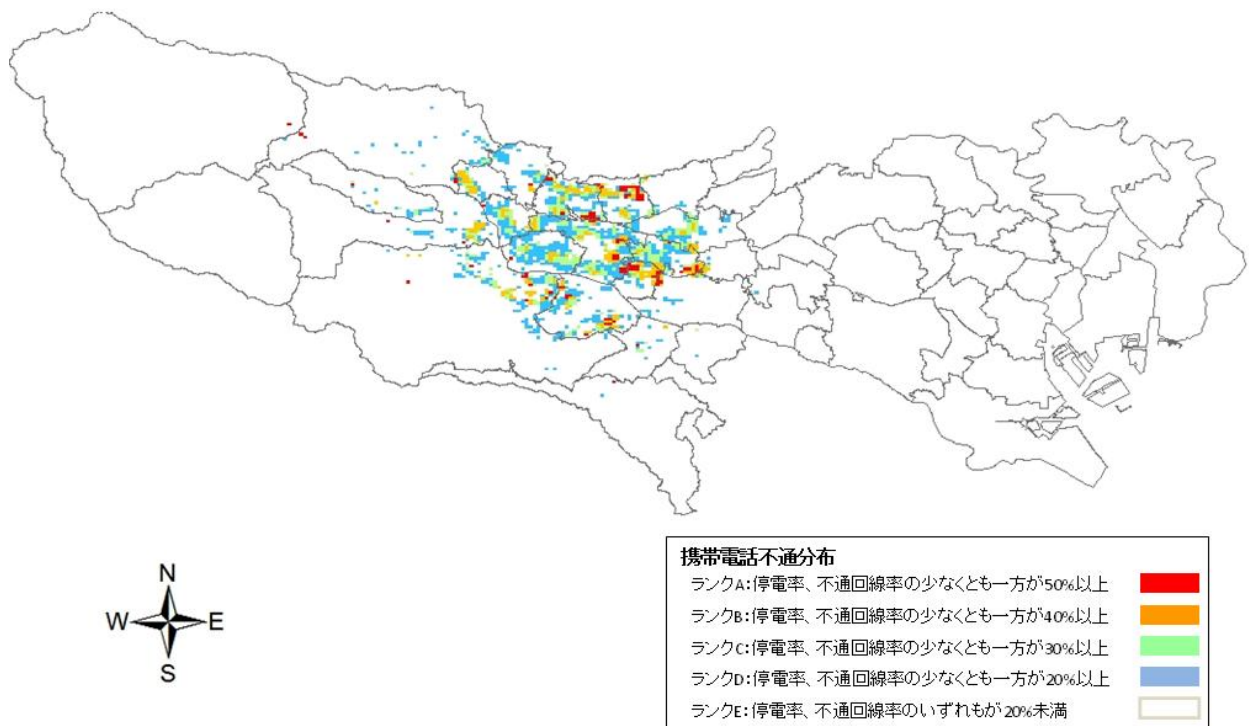 N
W E
S
携帯電話不通分布
ランクA:停電率、不通回線率の少なくとも一方が50%以上
ランクB:停電率、不通回線率の少なくとも一方が40%以上
ランクC:停電率、不通回線率の少なくとも一方が30%以上
ランクD:停電率、不通回線率の少なくとも一方が20%以上
ランクE:停電率、不通回線率のいずれもが20%未満